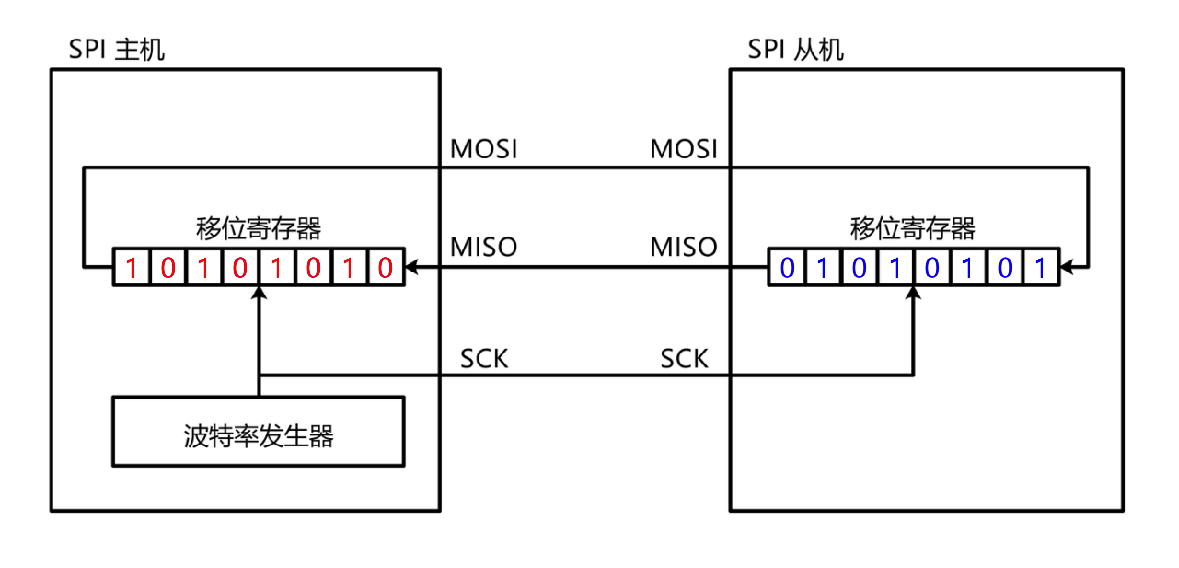 SPI 主机
SPI 从机
MOSI
MOSI
移位寄存器
移位寄存器
MISO
MISO
1 0 1 0 1 0 1 0
0 1 0 1 0 1 0 1
SCK
SCK
波特率发生器